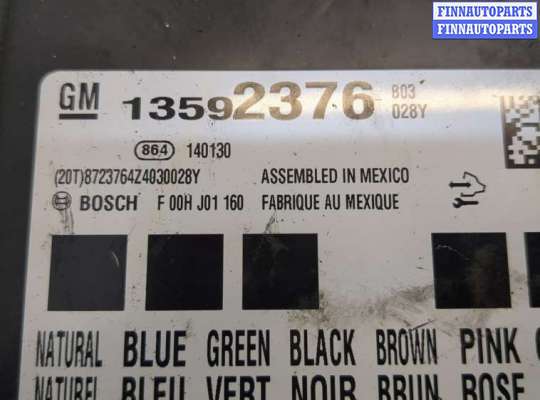 FINNAUTOPARTS
FINNAUTOPARTS
GM 13592376 B03
028Y
864 140130
(20T)8723764Z4030028Y ASSEMBLED IN MEXICO
BOSCH F 00H J01 160 FABRIQUE AU MEXIQUE
NATURAL BLUE GREEN BLACK BROWN PINK
NATUREL BLEU VERT NOIR BRUN ROSE